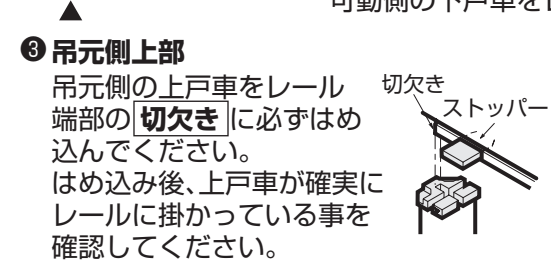 可動側の下戸車をレ
▲
❸吊元側上部
吊元側の上戸車をレール
端部の切欠きに必ずはめ
込んでください。
はめ込み後、上戸車が確実に
レールに掛かっている事を
確認してください。
切欠き
ストッパー